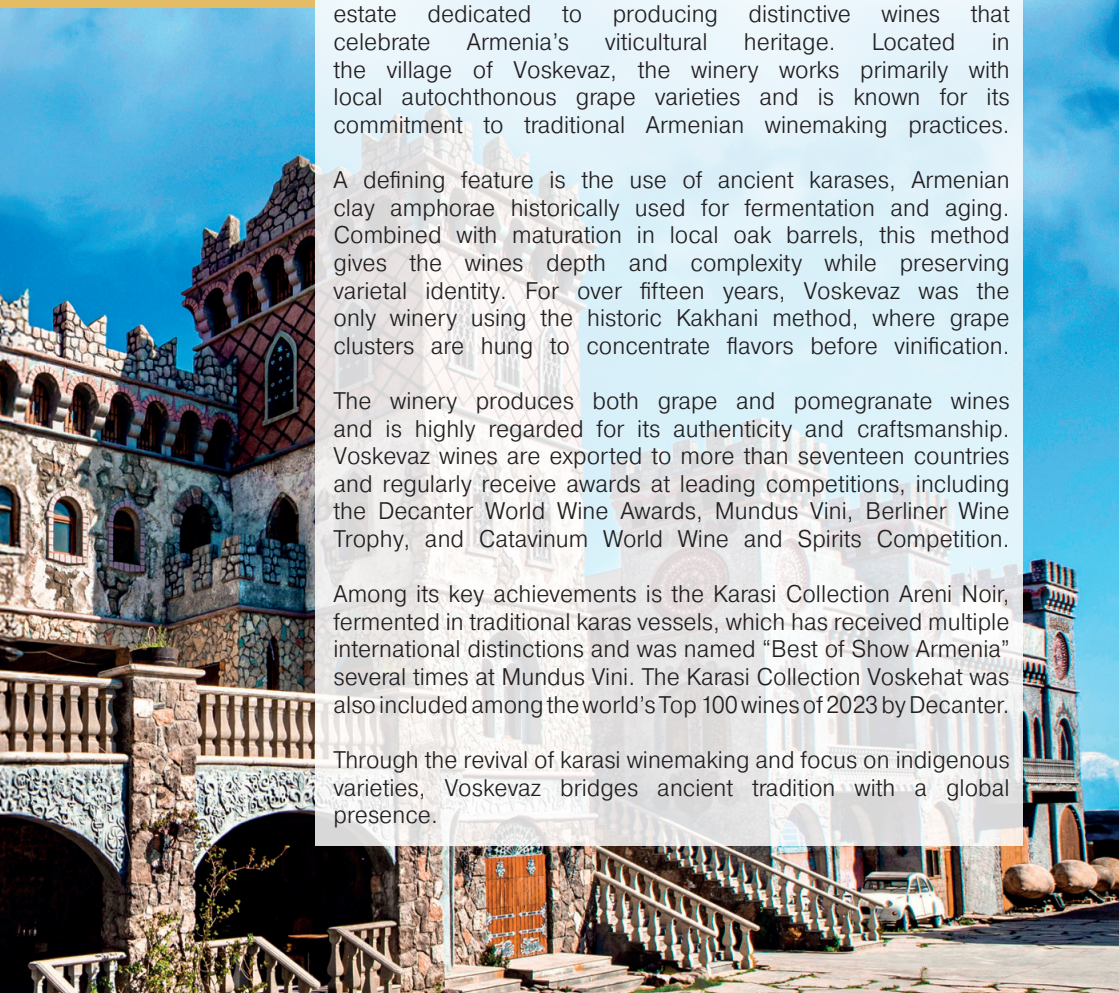 estate dedicated to producing distinctive wines that
celebrate Armenia's viticultural heritage. Located in
the village of Voskevaz, the winery works primarily with
local autochthonous grape varieties and is known for its
commitment to traditional Armenian winemaking practices.
A defining feature is the use of ancient karases, Armenian
clay amphorae historically used for fermentation and aging.
Combined with maturation in local oak barrels, this method
gives the wines depth and complexity while preserving
varietal identity. For over fifteen years, Voskevaz was the
only winery using the historic Kakhani method, where grape
clusters are hung to concentrate flavors before vinification.
The winery produces both grape and pomegranate wines
and is highly regarded for its authenticity and craftsmanship.
Voskevaz wines are exported to more than seventeen countries
and regularly receive awards at leading competitions, including
the Decanter World Wine Awards, Mundus Vini, Berliner Wine
Trophy, and Catavinum World Wine and Spirits Competition.
Among its key achievements is the Karasi Collection Areni Noir,
fermented in traditional karas vessels, which has received multiple
international distinctions and was named “Best of Show Armenia”
several times at Mundus Vini. The Karasi Collection Voskehat was
also included among the world's Top 100 wines of 2023 by Decanter.
Through the revival of karasi winemaking and focus on indigenous
varieties, Voskevaz bridges ancient tradition with a global
presence.